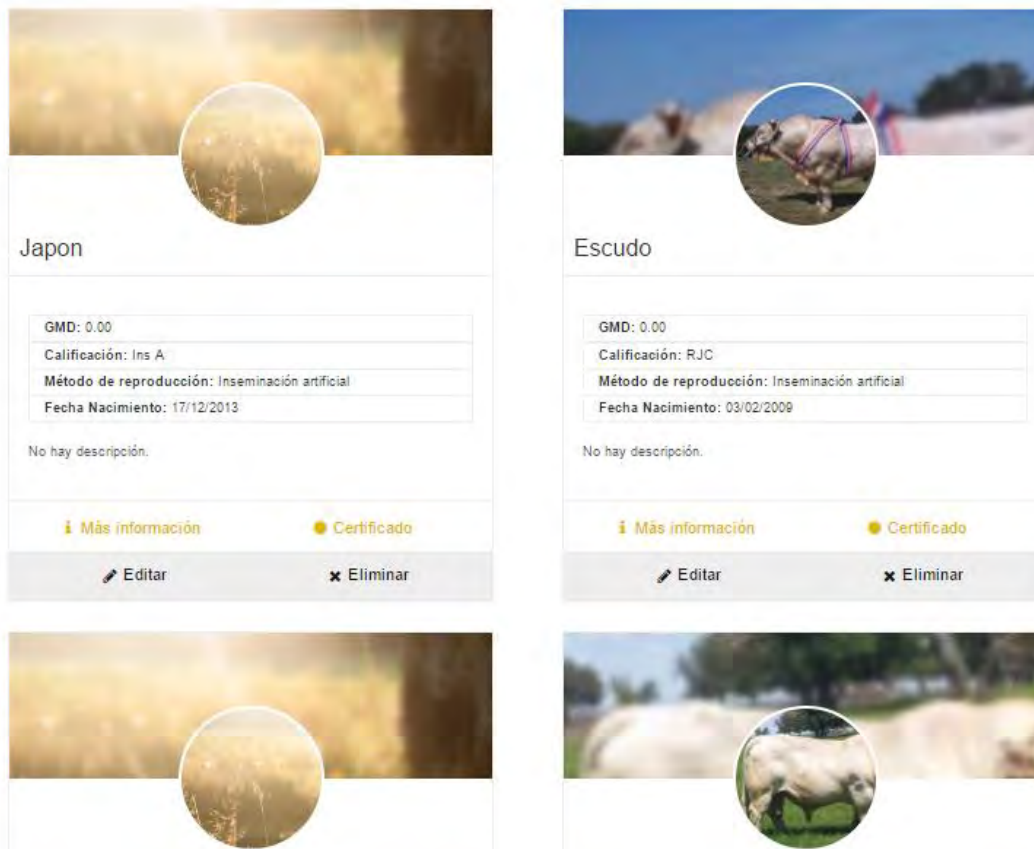 Japon
GMD: 0.00
Calificación: Ins A
Método de reproducción: Inseminación artificial
Fecha Nacimiento: 17/12/2013
No hay descripción.
Más información
Certificado
Editar
Eliminar
Escudo
GMD: 0.00
Calificación: RJC
Método de reproducción: Inseminación artificial
Fecha Nacimiento: 03/02/2009
No hay descripción.
Más información
Certificado
Editar
Eliminar